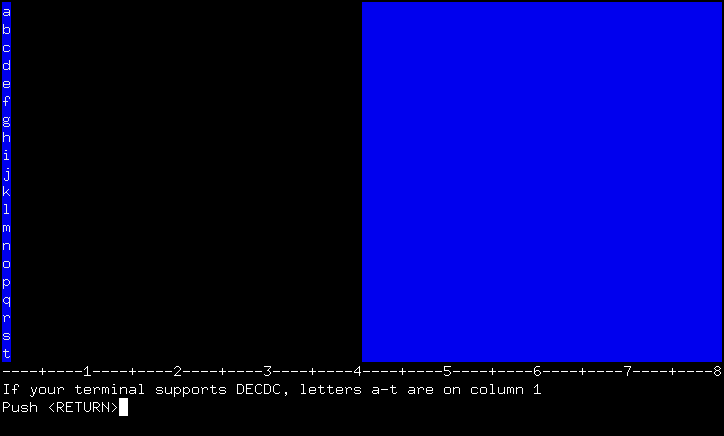 a
b
c
d
e
f
g
h
i
j
k
l
m
n
o
p
q
r
s
t
----+----1----+----2----+----3----+----4----+----5----+----6----+----7----+----8
If your terminal supports DECDC, letters a-t are on column 1
Push <RETURN>